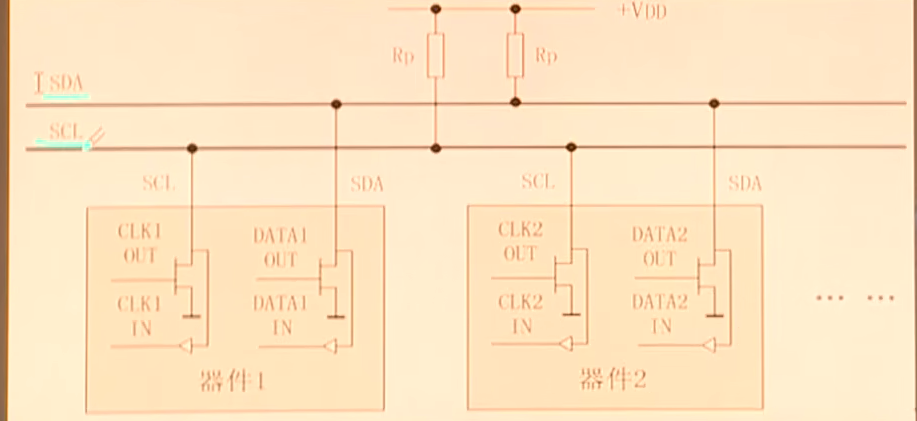 +VDD
Rp
Rp
SDA
SCL
SCL
SDA
SCL
SDA
CLK1
OUT
DATA1
OUT
CLK2
OUT
DATA2
OUT
CLK1
IN
DATA1
IN
CLK2
IN
DATA2
IN
... ...
器件1
器件2